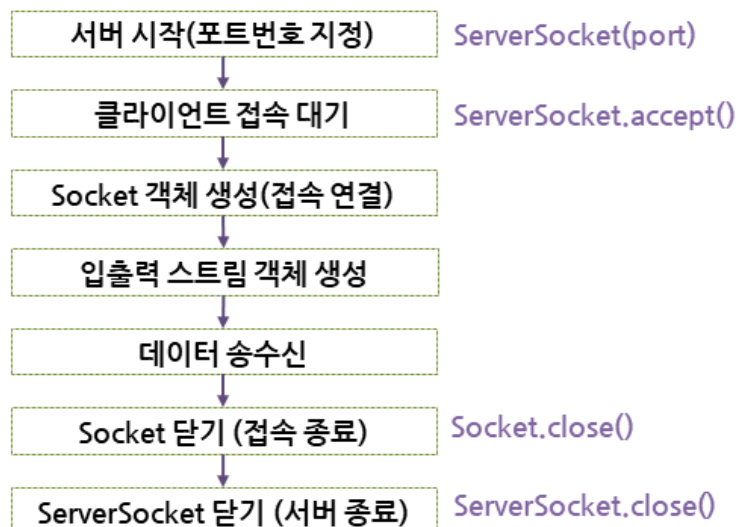 서버 시작(포트번호 지정) ServerSocket(port)
클라이언트 접속 대기 ServerSocket.accept()
Socket 객체 생성(접속 연결)
입출력 스트림 객체 생성
데이터 송수신
Socket 닫기 (접속 종료) Socket.close()
ServerSocket 닫기 (서버 종료) ServerSocket.close()